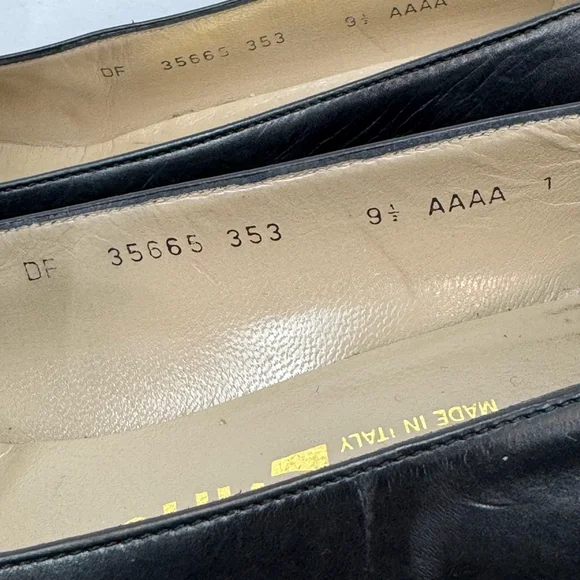 DF 35665 353 9½ AAAA
DF 35665 353 9½ AAAA 1
MADE IN ITALY